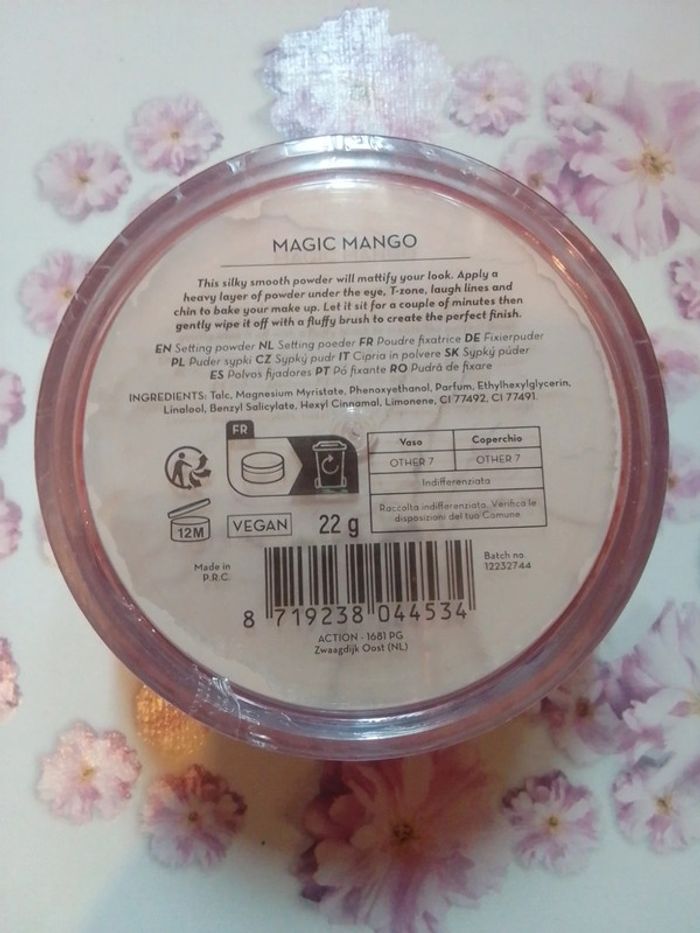 MAGIC MANGO
This silky smooth powder will mattify your look. Apply a
heavy layer of powder under the eye, T-zone, laugh lines and
chin to bake your make up. Let it sit for a couple of minutes then
gently wipe it off with a fluffy brush to create the perfect finish.
EN Setting powder NL Setting poeder FR Poudre fixatrice DE Fixierpuder
PL Puder sypki CZ Sypký pudr IT Cipria in polvere SK Sypký púder
ES Polvos fijadores PT Pó fixante RO Pudră de fixare
INGREDIENTS: Talc, Magnesium Myristate, Phenoxyethanol, Parfum, Ethylhexylglycerin,
Linalool, Benzyl Salicylate, Hexyl Cinnamal, Limonene, CI 77492, CI 77491.
FR
Vaso Coperchio
OTHER 7 OTHER 7
Indifferenziata
Raccolta indifferenziata. Verifica le
disposizioni del tuo Comune.
12M
VEGAN
22 g
Made in
P.R.C.
Batch no.
12232744
8 719238 044534
ACTION - 1681 PG
Zwaagdijk Oost (NL)